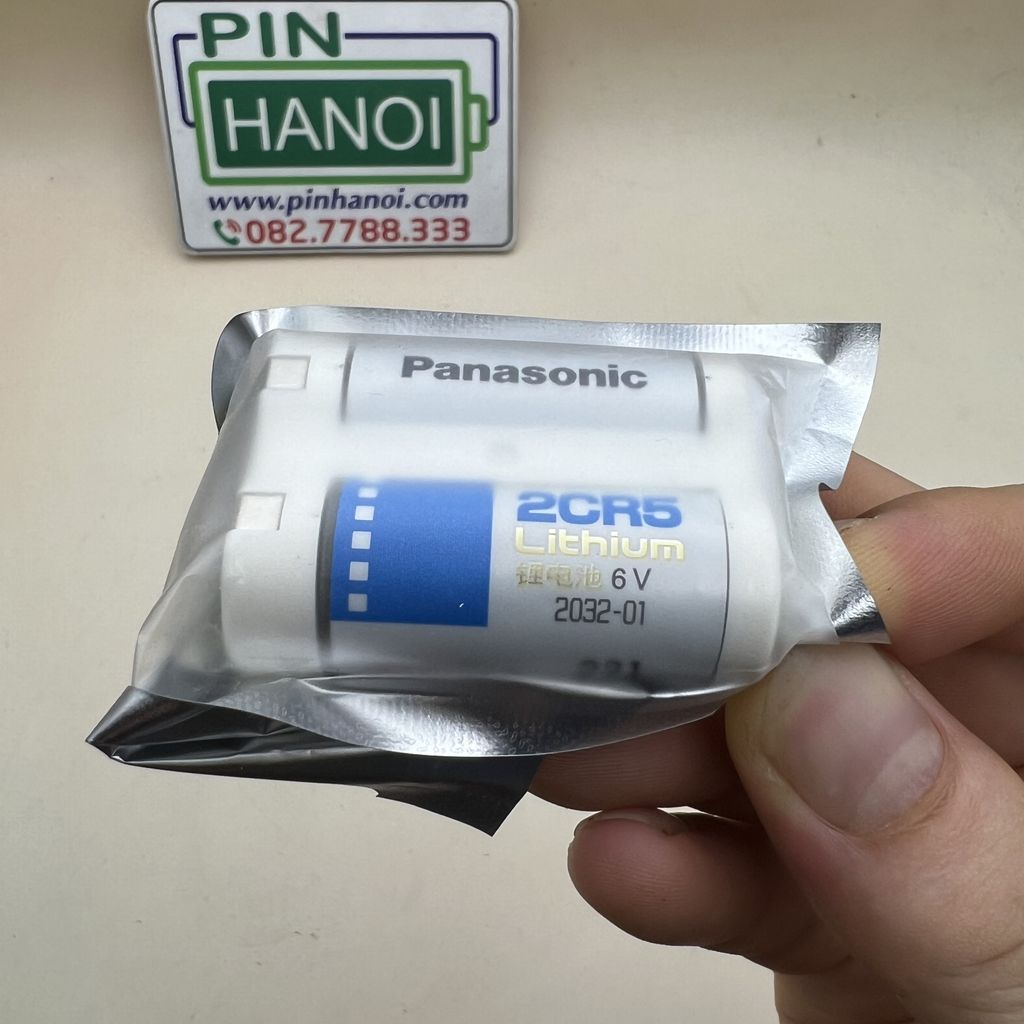 PIN
HANOI
www.pinhanoi.com
082.7788.333
Panasonic
2CR5
Lithium
锂电池 6V
2032-01